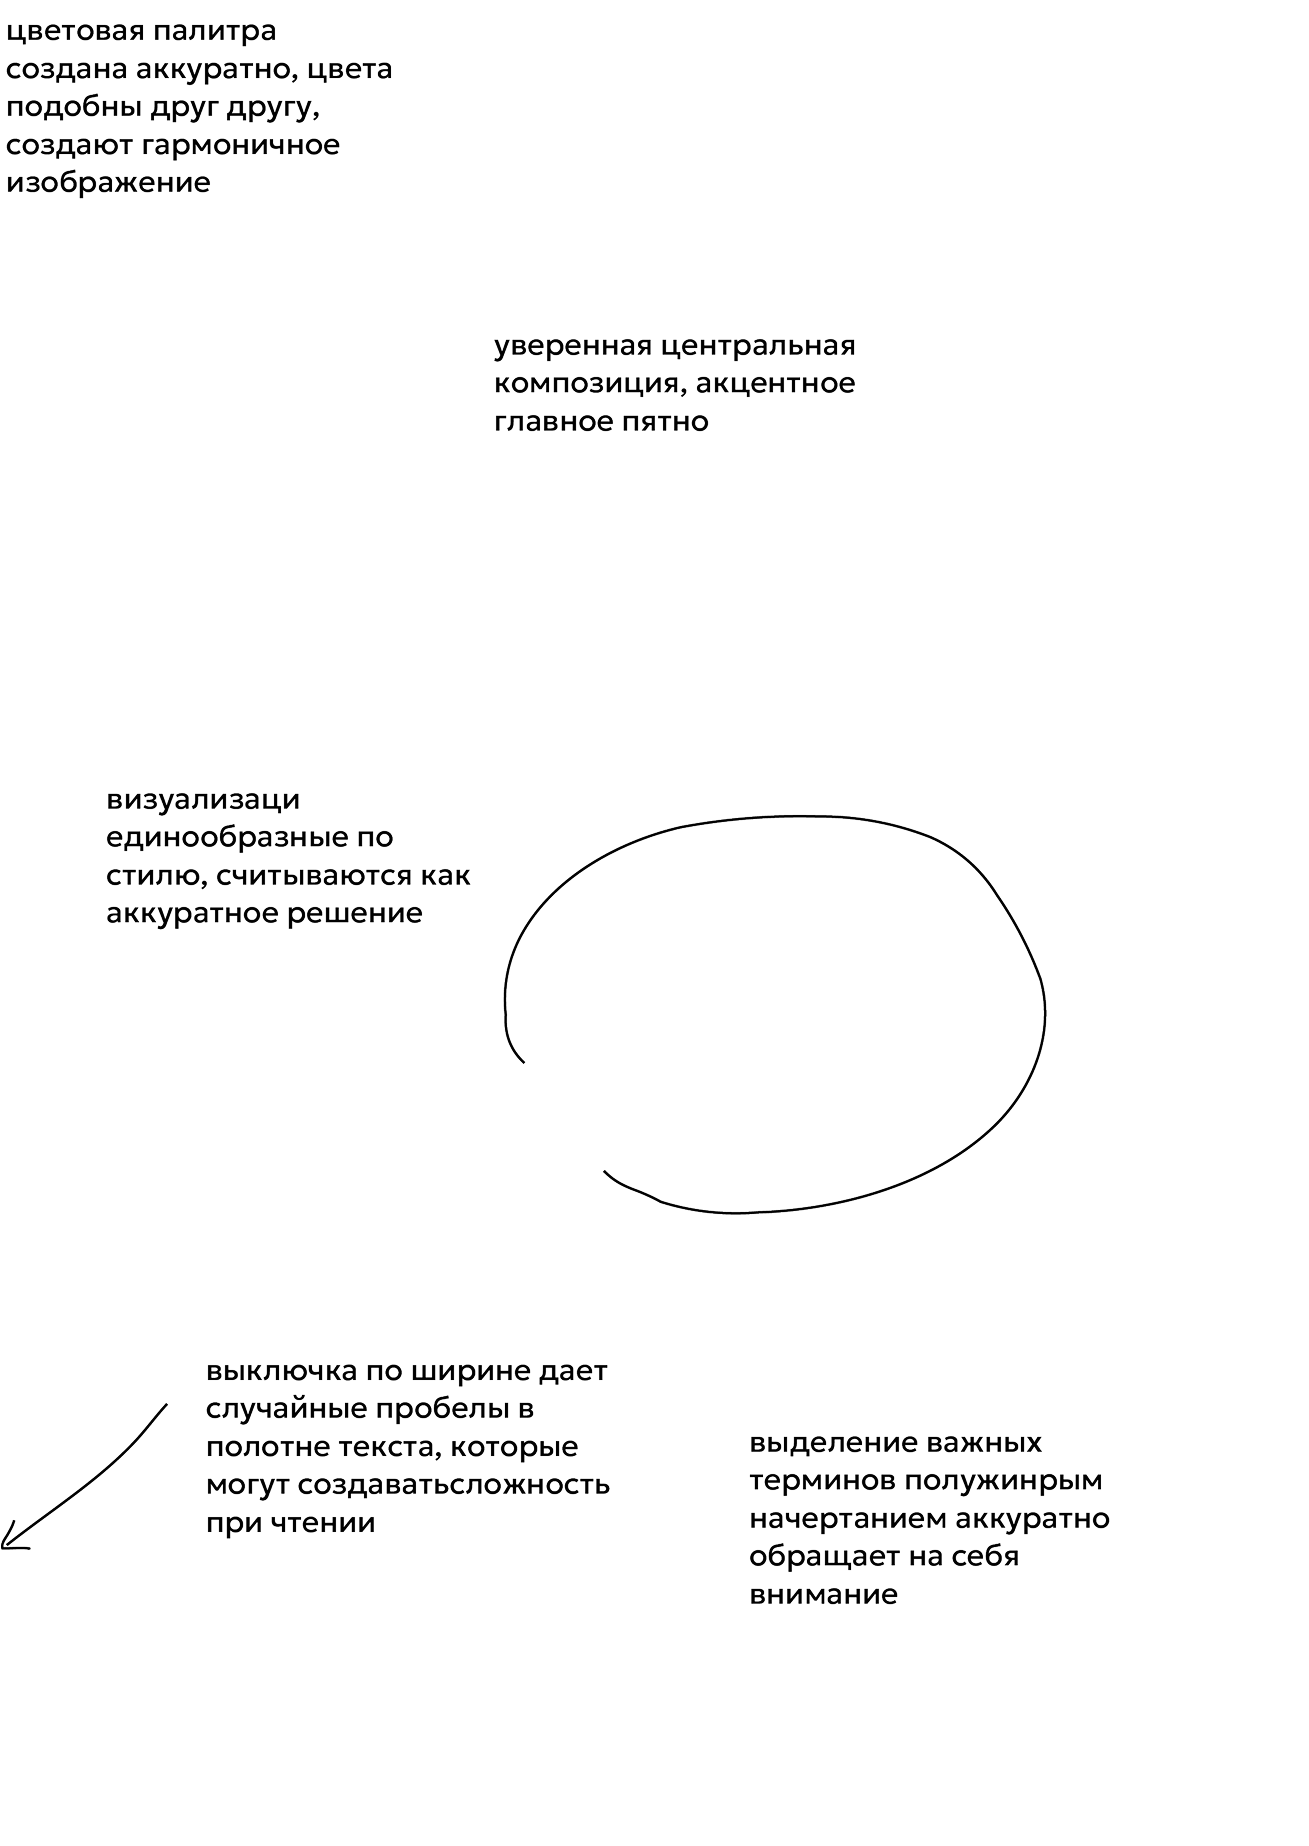 цветовая палитра
создана аккуратно, цвета
подобны друг другу,
создают гармоничное
изображение
уверенная центральная
композиция, акцентное
главное пятно
визуализаци
единообразные по
стилю, считываются как
аккуратное решение
выключка по ширине дает
случайные пробелы в
полотне текста, которые
могут создаватьсложность
при чтении
выделение важных
терминов полужинрым
начертанием аккуратно
обращает на себя
внимание